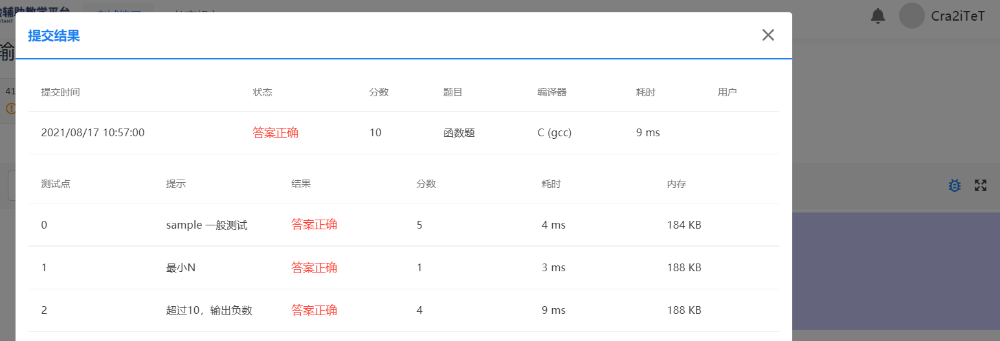 验辅助教学平台
Cra2iTeT
提交结果
输
41
提交时间 状态 分数 题目 编译器 耗时 用户
2021/08/17 10:57:00 答案正确 10 函数题 C (gcc) 9 ms
测试点 提示 结果 分数 耗时 内存
0 sample 一般测试 答案正确 5 4 ms 184 KB
1 最小N 答案正确 1 3 ms 188 KB
2 超过10，输出负数 答案正确 4 9 ms 188 KB